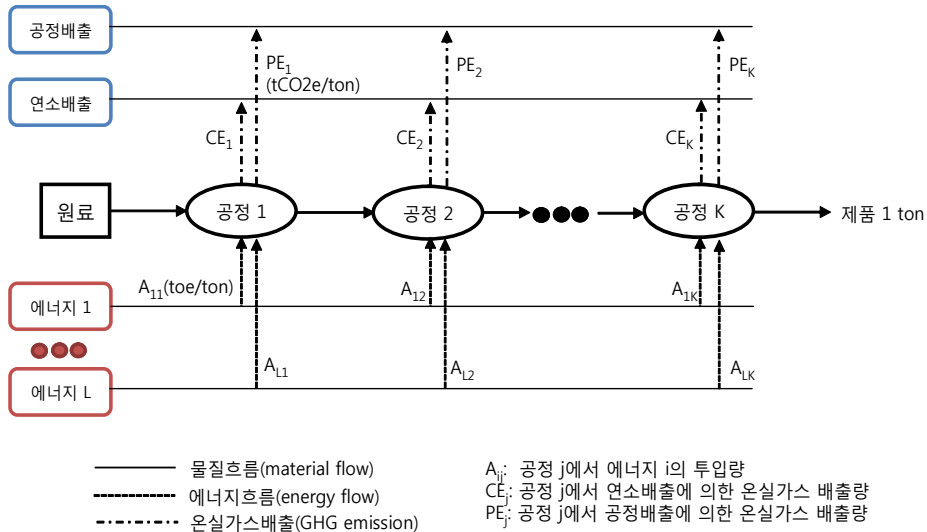 공정배출
PE1
(tCO2e/ton)
PE2
PEK
연소배출
CE1
CE2
CEK
원료
공정 1
공정 2
공정 K
제품 1 ton
A11(toe/ton)
A12
A1K
에너지 1
AL1
AL2
ALK
에너지 L
물질흐름(material flow)
에너지흐름(energy flow)
온실가스배출(GHG emission)
Aij: 공정 j에서 에너지 i의 투입량
CEj: 공정 j에서 연소배출에 의한 온실가스 배출량
PEj: 공정 j에서 공정배출에 의한 온실가스 배출량